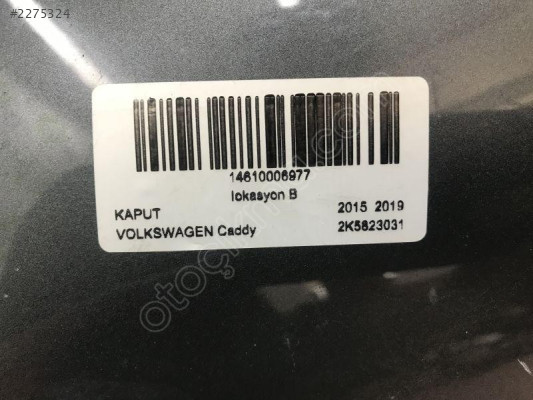 #2275324
14610006977
lokasyon B
KAPUT 2015 2019
VOLKSWAGEN Caddy 2K5823031